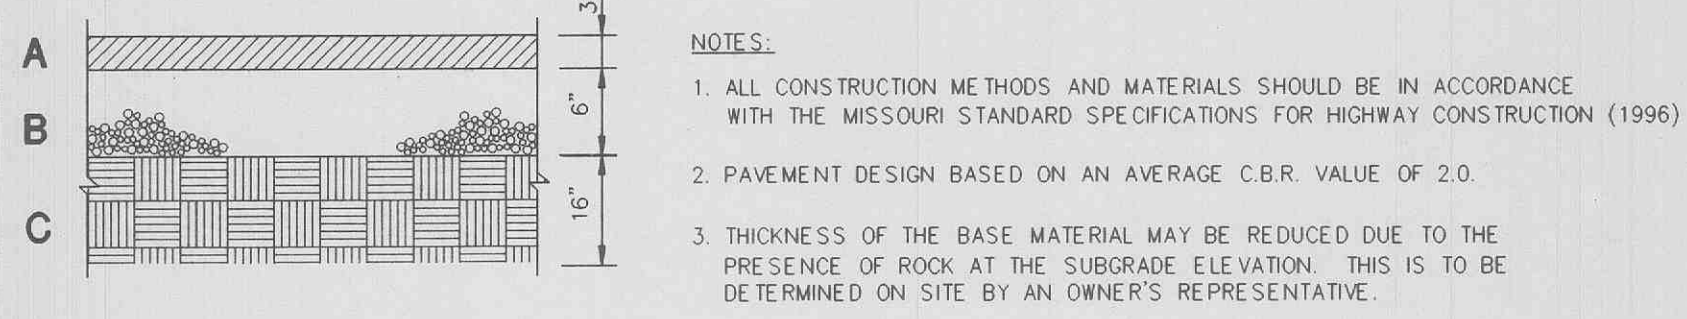 A
B
C
3
6"
16"
NOTES:
1. ALL CONSTRUCTION METHODS AND MATERIALS SHOULD BE IN ACCORDANCE
WITH THE MISSOURI STANDARD SPECIFICATIONS FOR HIGHWAY CONSTRUCTION (1996)
2. PAVEMENT DESIGN BASED ON AN AVERAGE C.B.R. VALUE OF 2.0.
3. THICKNESS OF THE BASE MATERIAL MAY BE REDUCED DUE TO THE
PRESENCE OF ROCK AT THE SUBGRADE ELEVATION. THIS IS TO BE
DETERMINED ON SITE BY AN OWNER'S REPRESENTATIVE.